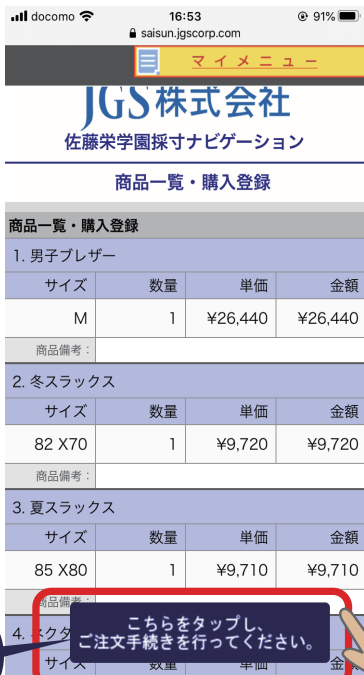 docomo 16:53 91%
saisun.jgscorp.com
マイメニュー
JGS株式会社
佐藤栄学園採寸ナビゲーション
商品一覧・購入登録
商品一覧・購入登録
1. 男子ブレザー
サイズ 数量 単価 金額
M 1 ¥26,440 ¥26,440
商品備考:
2. 冬スラックス
サイズ 数量 単価 金額
82 X70 1 ¥9,720 ¥9,720
商品備考:
3. 夏スラックス
サイズ 数量 単価 金額
85 X80 1 ¥9,710 ¥9,710
商品備考:
こちらをタップし、
4. ネクタ
ご注文手続きを行ってください。
サイズ 数量 単価 金